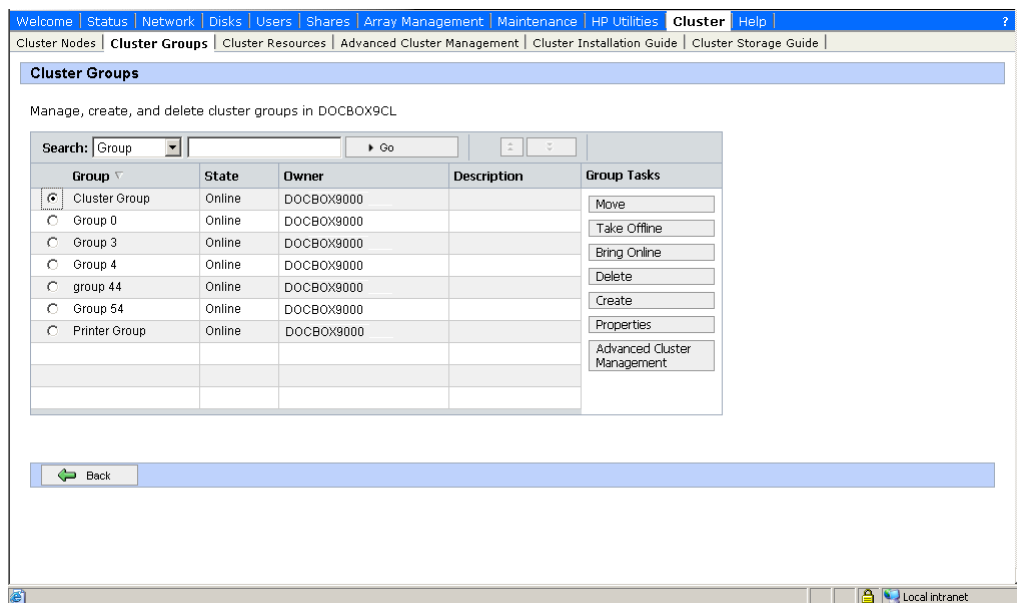 Welcome | Status | Network | Disks | Users | Shares | Array Management | Maintenance | HP Utilities | Cluster | Help | ?
Cluster Nodes | Cluster Groups | Cluster Resources | Advanced Cluster Management | Cluster Installation Guide | Cluster Storage Guide |
Cluster Groups
Manage, create, and delete cluster groups in DOCBOX9CL
Search: Group Go
Group State Owner Description Group Tasks
Cluster Group Online DOCBOX9000
Group 0 Online DOCBOX9000
Group 3 Online DOCBOX9000
Group 4 Online DOCBOX9000
group 44 Online DOCBOX9000
Group 54 Online DOCBOX9000
Printer Group Online DOCBOX9000
Move
Take Offline
Bring Online
Delete
Create
Properties
Advanced Cluster
Management
Back
Local intranet